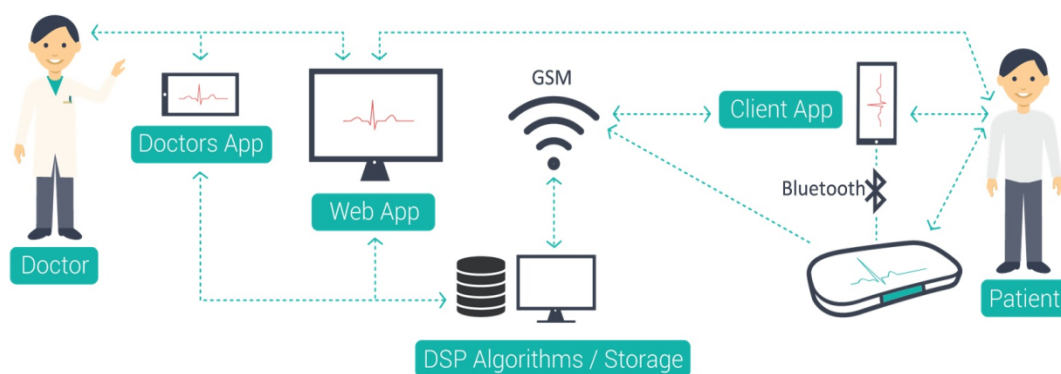 GSM
Client App
Doctors App
Bluetooth
Web App
Doctor
Patient
DSP Algorithms / Storage